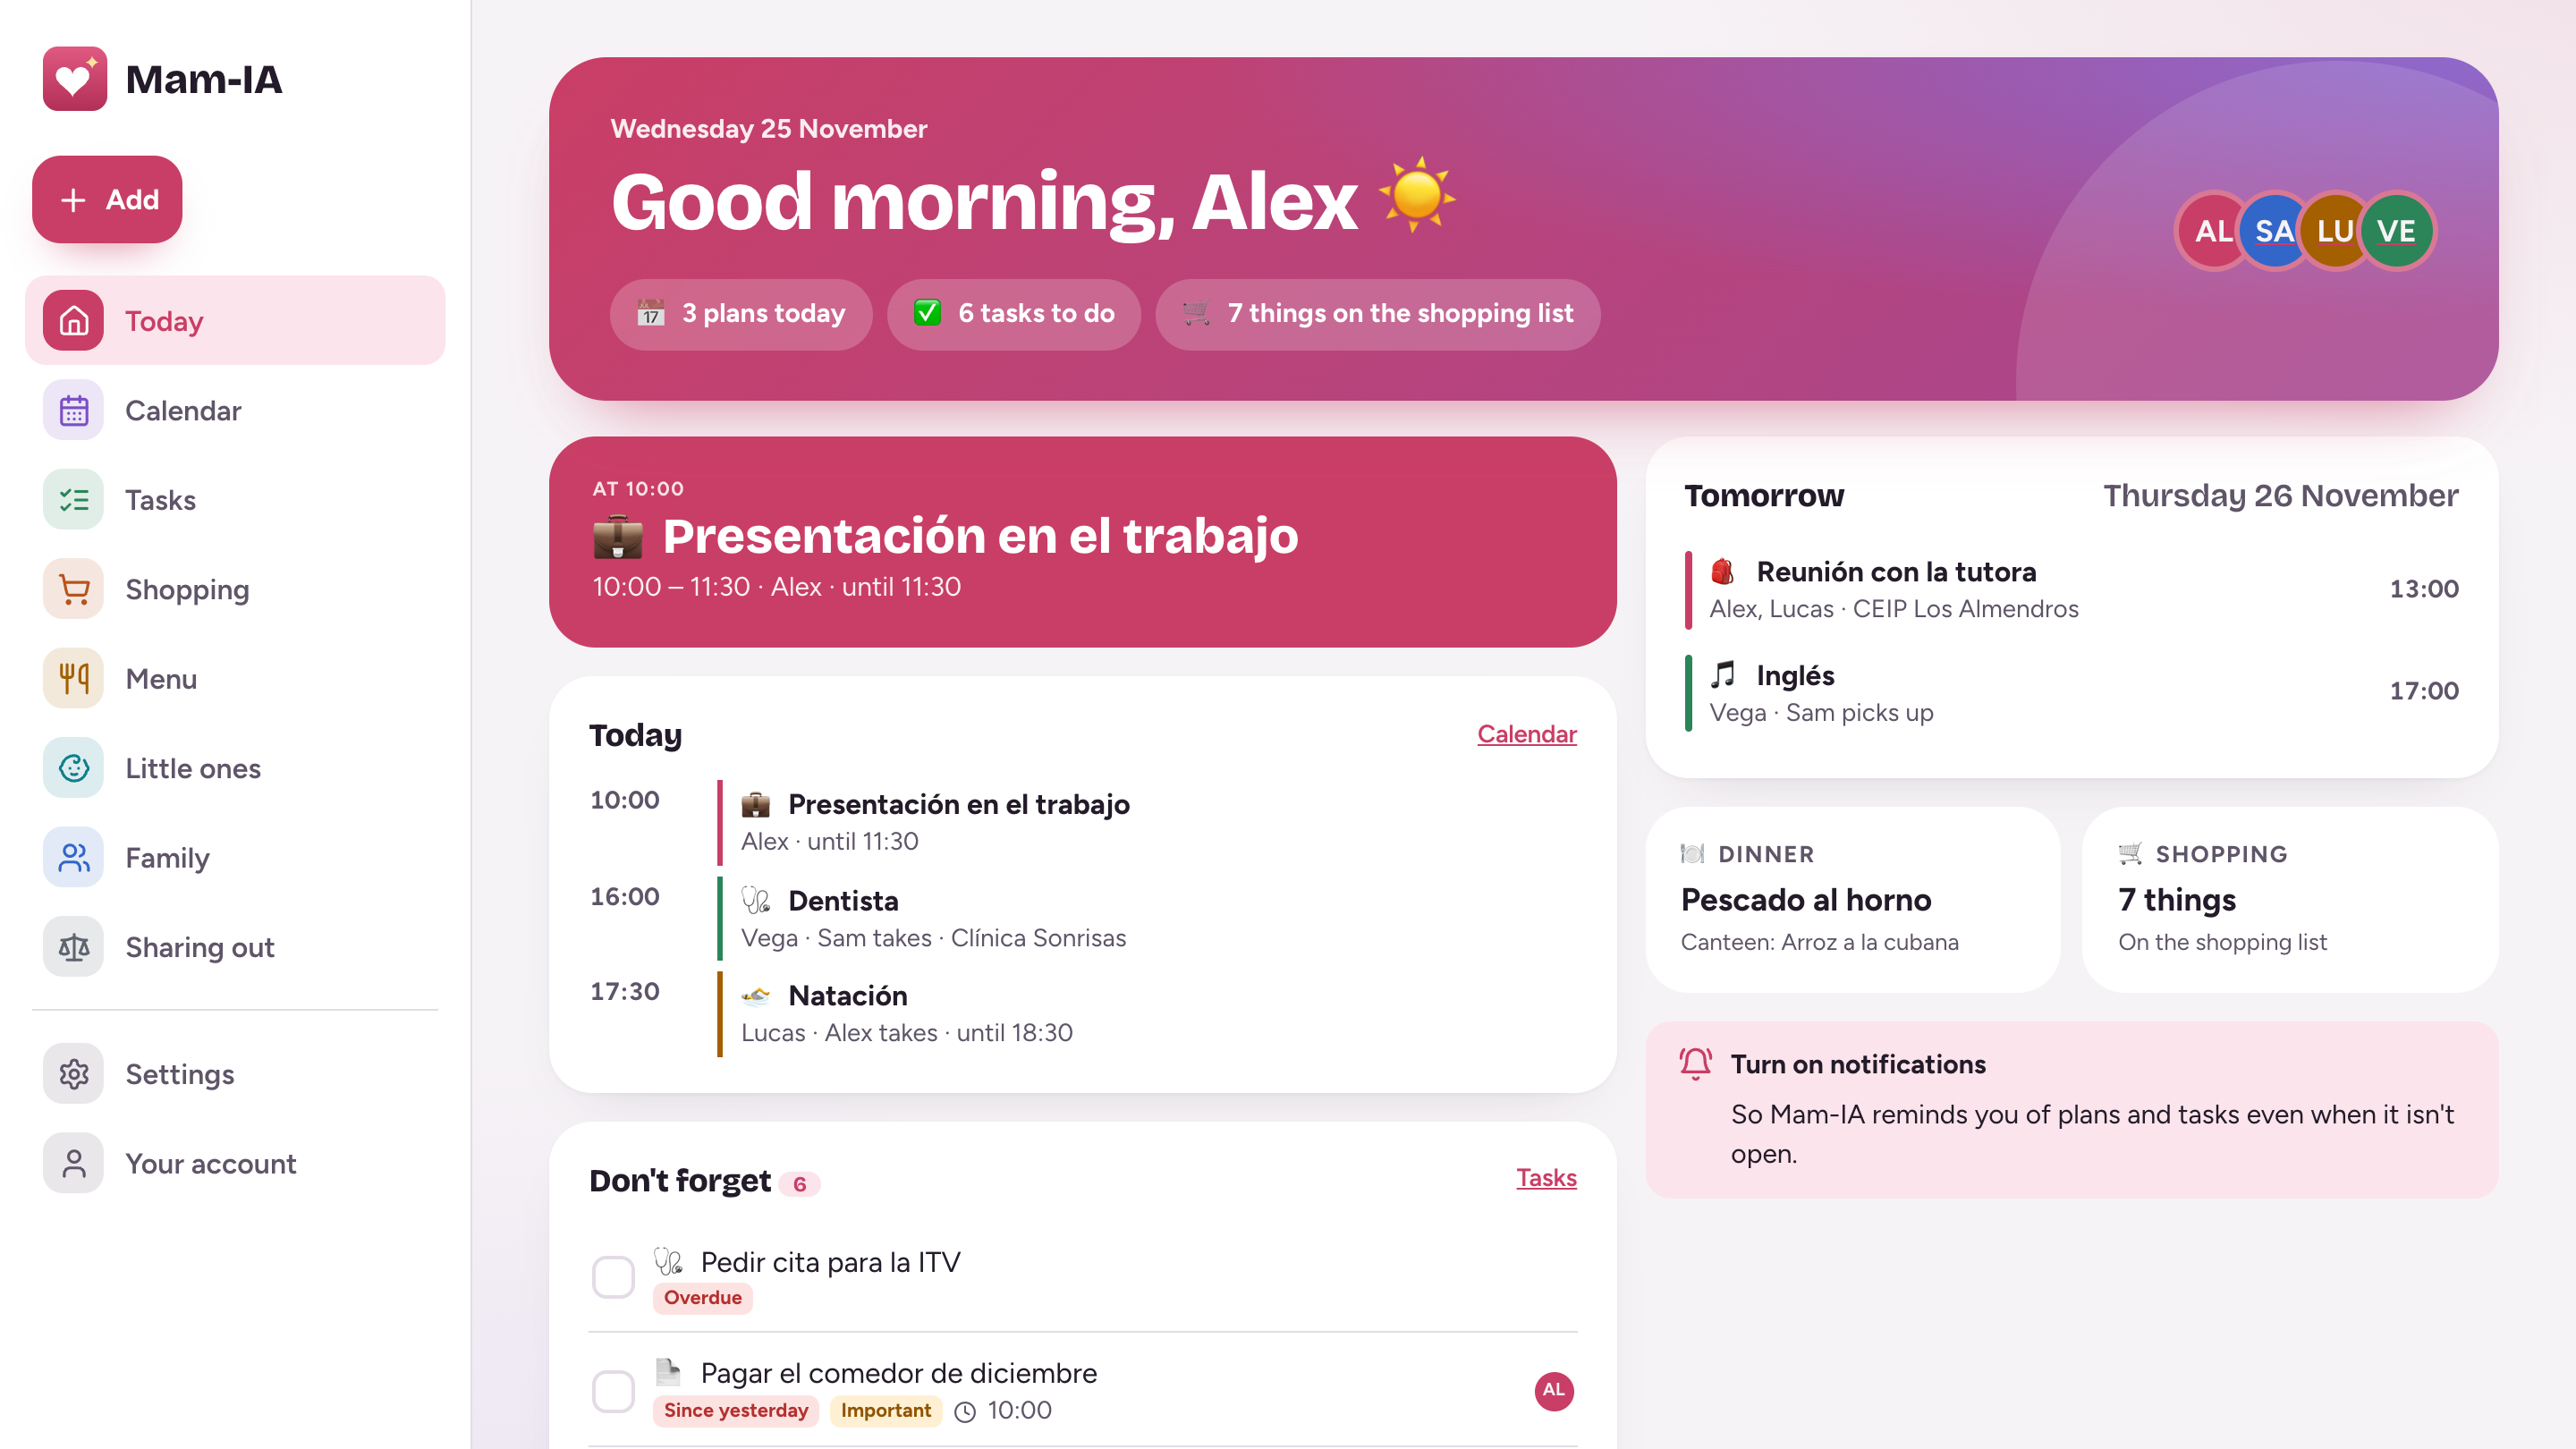 Mam-IA
Add
Today
Calendar
Tasks
Shopping
Menu
Little ones
Family
Sharing out
Settings
Your account
Wednesday 25 November
Good morning, Alex ☀️
📅 3 plans today
✅ 6 tasks to do
🛒 7 things on the shopping list
AL
SA
LU
VE
AT 10:00
💼 Presentación en el trabajo
10:00 – 11:30 · Alex · until 11:30
Today
Calendar
10:00
💼 Presentación en el trabajo
Alex · until 11:30
16:00
🩺 Dentista
Vega · Sam takes · Clínica Sonrisas
17:30
🏊 Natación
Lucas · Alex takes · until 18:30
Don't forget 6
Tasks
🩺 Pedir cita para la ITV
Overdue
📄 Pagar el comedor de diciembre
Since yesterday Important 10:00
AL
Tomorrow
Thursday 26 November
🎒 Reunión con la tutora
Alex, Lucas · CEIP Los Almendros
13:00
🎵 Inglés
Vega · Sam picks up
17:00
🍽️ DINNER
Pescado al horno
Canteen: Arroz a la cubana
🛒 SHOPPING
7 things
On the shopping list
Turn on notifications
So Mam-IA reminds you of plans and tasks even when it isn't
open.